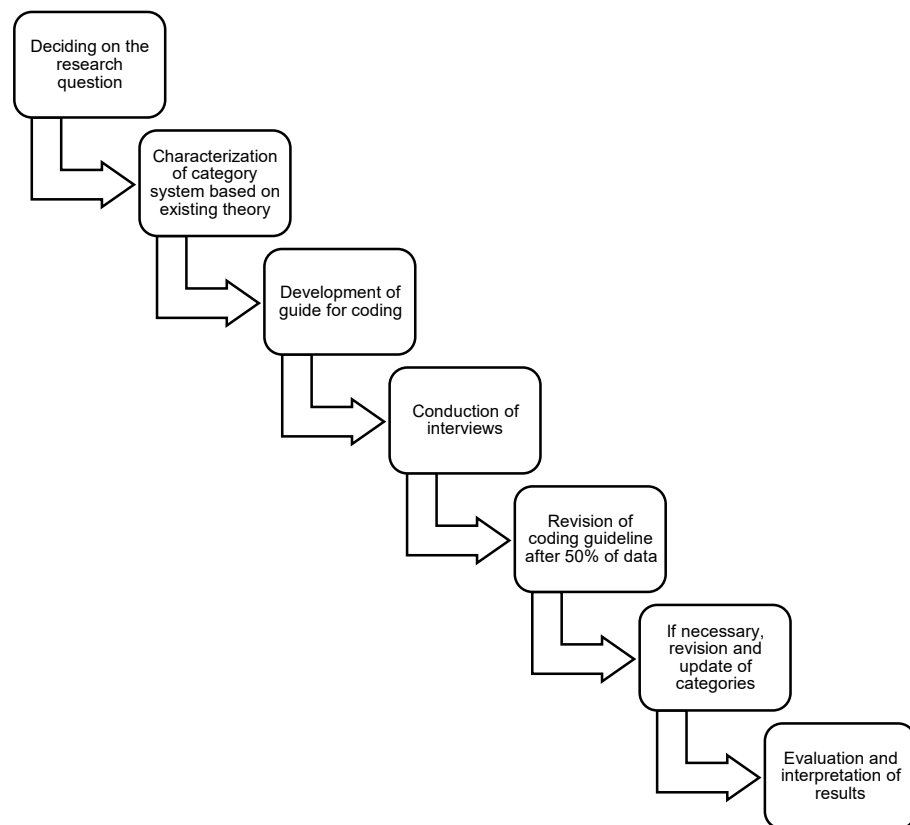 Deciding on the
research
question
Characterization
of category
system based on
existing theory
Development of
guide for coding
Conduction of
interviews
Revision of
coding guideline
after 50% of data
If necessary,
revision and
update of
categories
Evaluation and
interpretation of
results